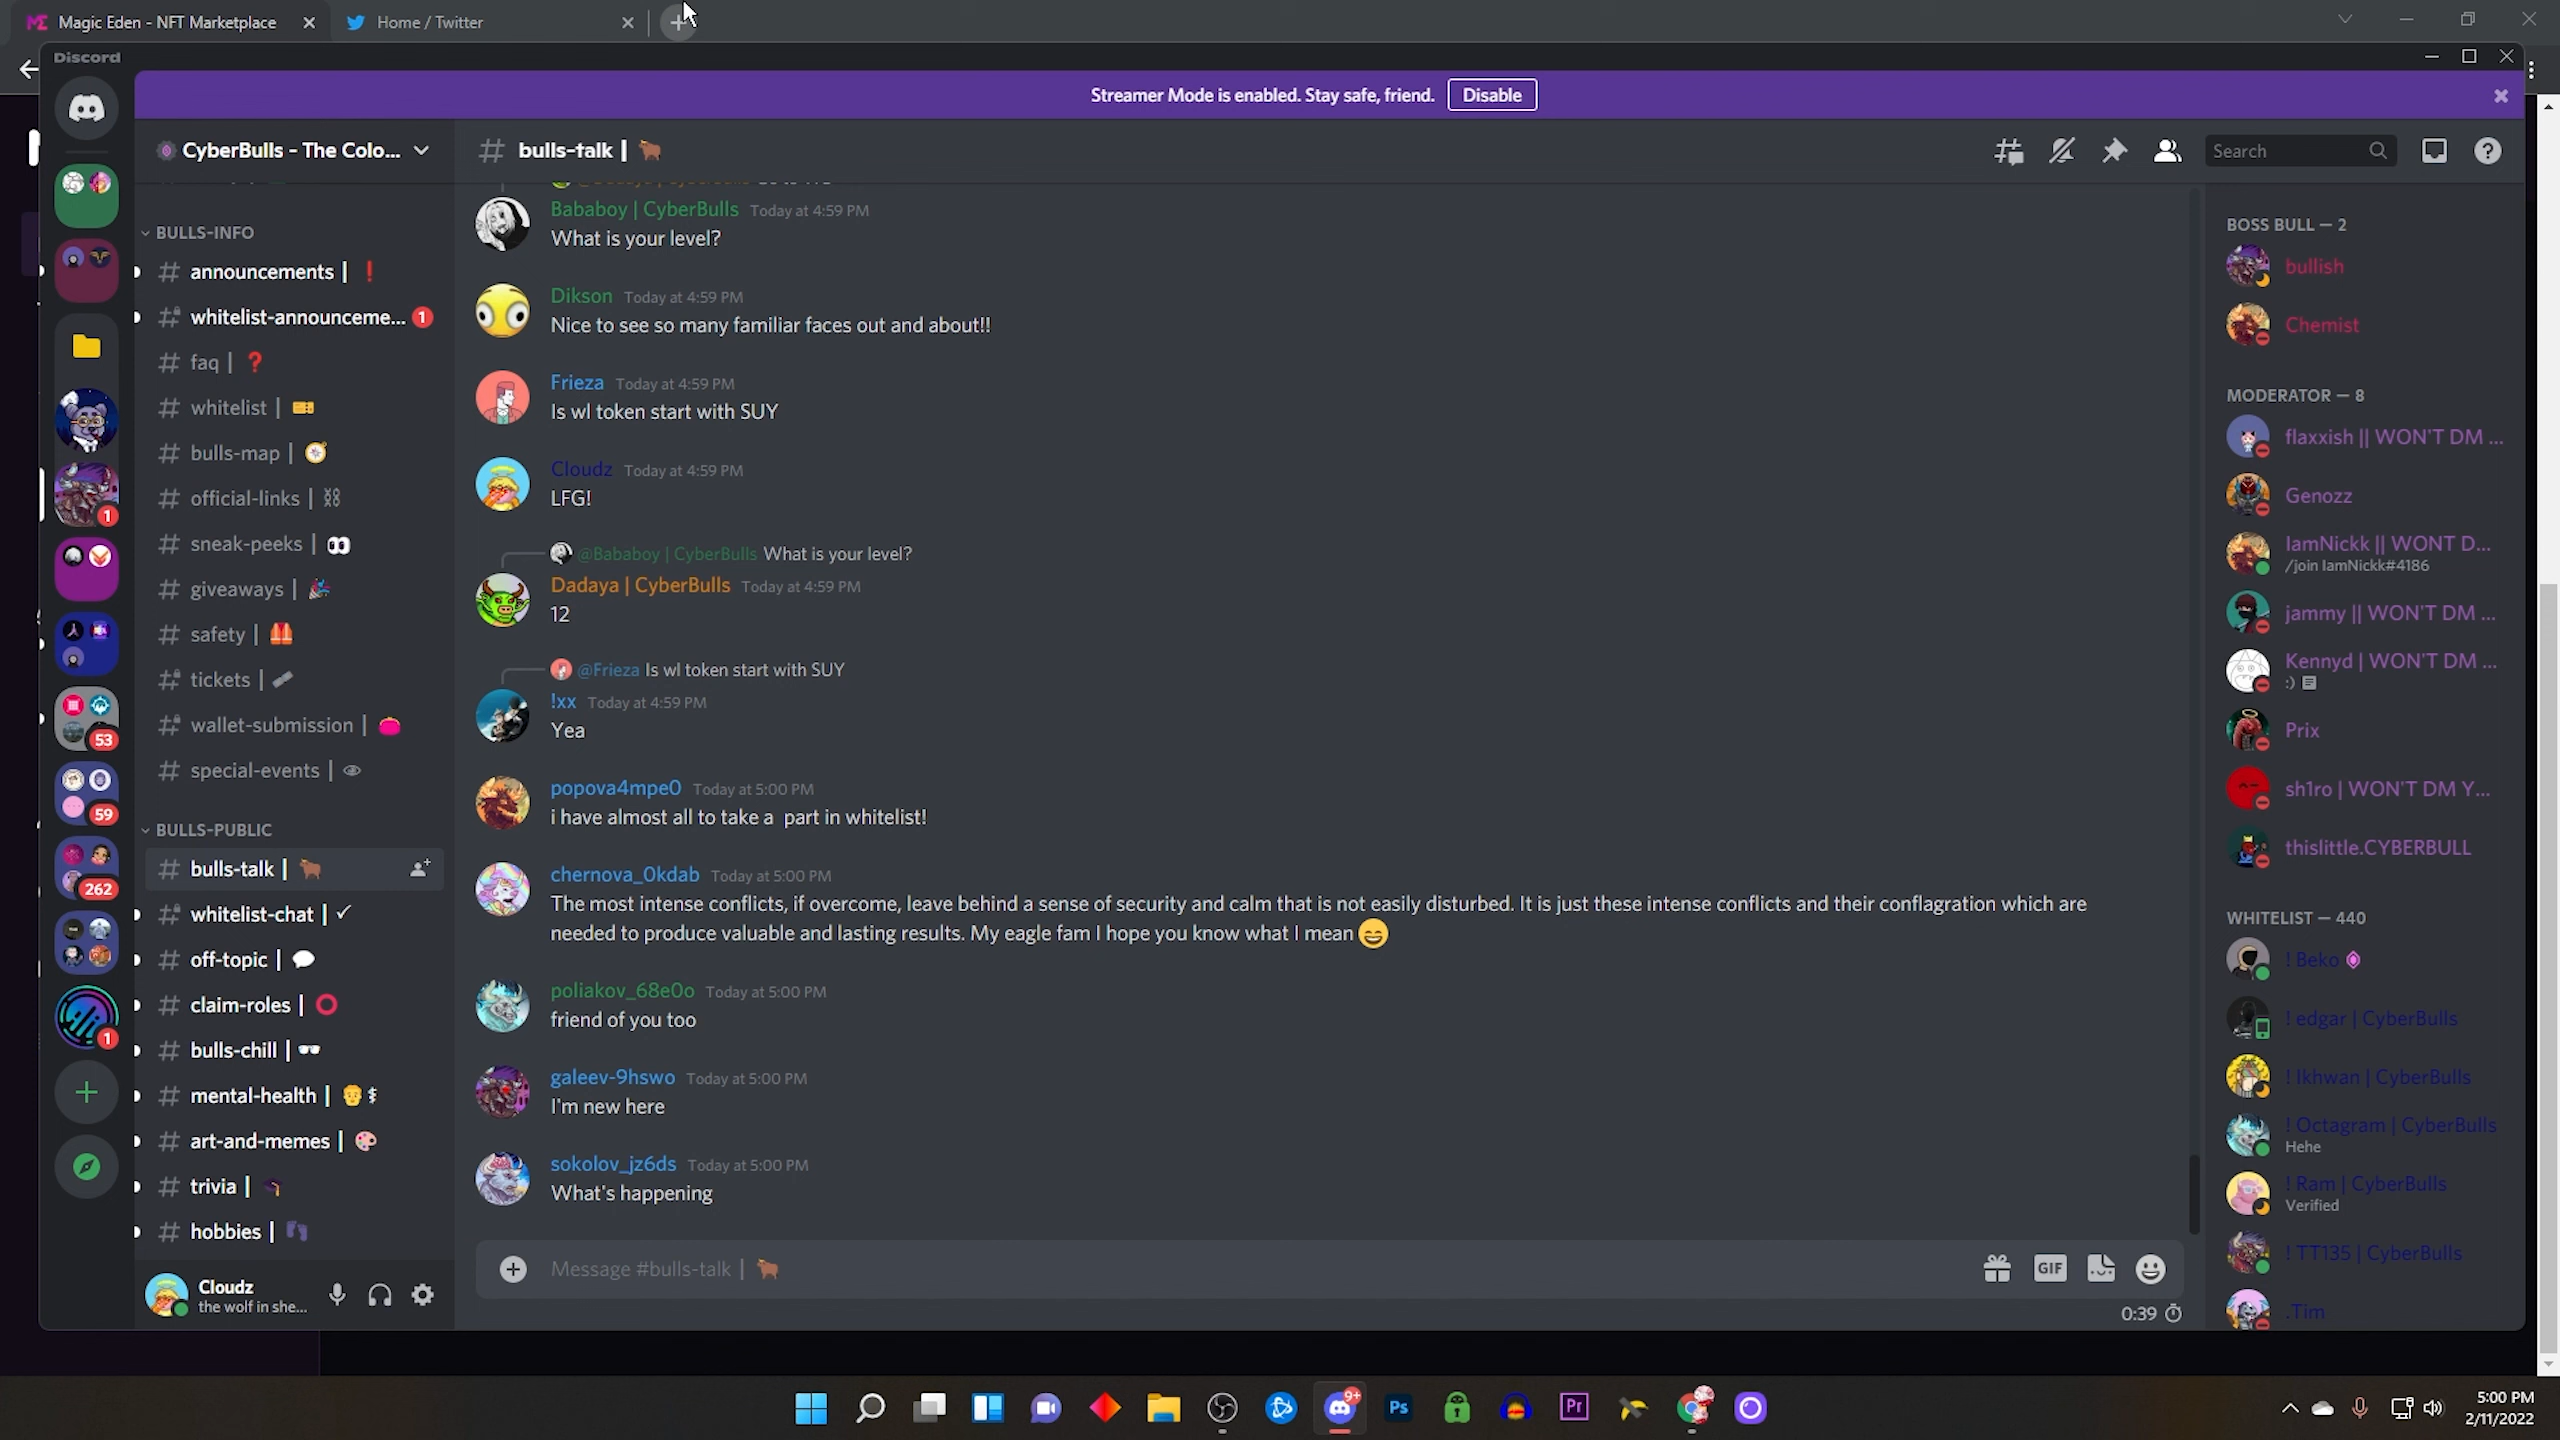 Magic Eden - NFT Marketplace
Home / Twitter
Discord
Streamer Mode is enabled. Stay safe, friend.
Disable
CyberBulls - The Colo...
bulls-talk |
Search
BULLS-INFO
announcements |
whitelist-announceme...
1
faq |
whitelist |
bulls-map |
official-links |
sneak-peeks |
giveaways |
safety |
tickets |
wallet-submission |
special-events |
BULLS-PUBLIC
bulls-talk |
whitelist-chat |
off-topic |
claim-roles |
bulls-chill |
mental-health |
art-and-memes |
trivia |
hobbies |
1
53
59
262
1
Cloudz
the wolf in she...
Bababoy | CyberBulls Today at 4:59 PM
What is your level?
Dikson Today at 4:59 PM
Nice to see so many familiar faces out and about!!
Frieza Today at 4:59 PM
Is wl token start with SUY
Cloudz Today at 4:59 PM
LFG!
@Bababoy | CyberBulls What is your level?
Dadaya | CyberBulls Today at 4:59 PM
12
@Frieza Is wl token start with SUY
!xx Today at 4:59 PM
Yea
popova4mpe0 Today at 5:00 PM
i have almost all to take a part in whitelist!
chernova_0kdab Today at 5:00 PM
The most intense conflicts, if overcome, leave behind a sense of security and calm that is not easily disturbed. It is just these intense conflicts and their conflagration which are
needed to produce valuable and lasting results. My eagle fam I hope you know what I mean
poliakov_68e0o Today at 5:00 PM
friend of you too
galeev-9hswo Today at 5:00 PM
I'm new here
sokolov_jz6ds Today at 5:00 PM
What's happening
Message #bulls-talk |
GIF
0:39
BOSS BULL — 2
bullish
Chemist
MODERATOR — 8
flaxxish || WON'T DM ...
Genozz
IamNickk || WONT D...
/join IamNickk#4186
jammy || WON'T DM ...
Kennyd | WON'T DM ...
:)
Prix
sh1ro | WON'T DM Y...
thislittle.CYBERBULL
WHITELIST — 440
! Beko
! edgar | CyberBulls
! Ikhwan | CyberBulls
! Octagram | CyberBulls
Hehe
! Ram | CyberBulls
Verified
! TT135 | CyberBulls
.Tim
9+
Ps
Pr
5:00 PM
2/11/2022